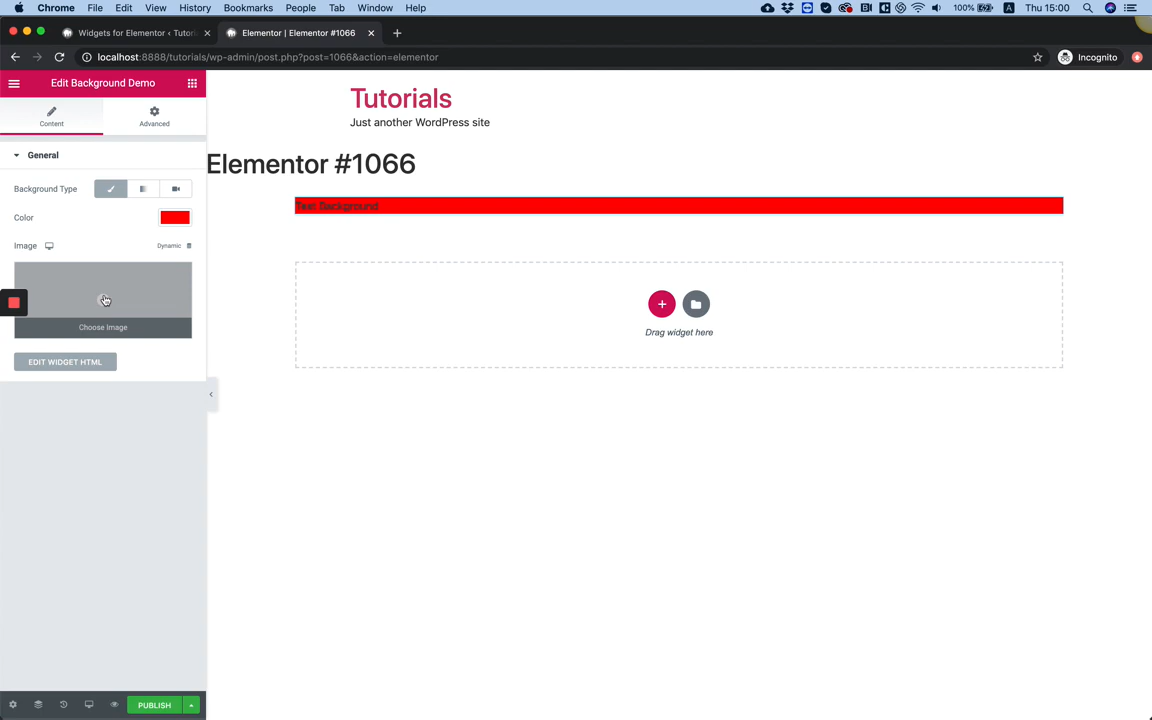 Chrome File Edit View History Bookmarks People Tab Window Help 100% Thu 15:00
Widgets for Elementor ‹ Tutori Elementor | Elementor #1066
localhost:8888/tutorials/wp-admin/post.php?post=1066&action=elementor Incognito
Edit Background Demo
Content Advanced
General
Background Type
Color
Image Dynamic
Choose Image
EDIT WIDGET HTML
PUBLISH
Tutorials
Just another WordPress site
Elementor #1066
Test Background
Drag widget here